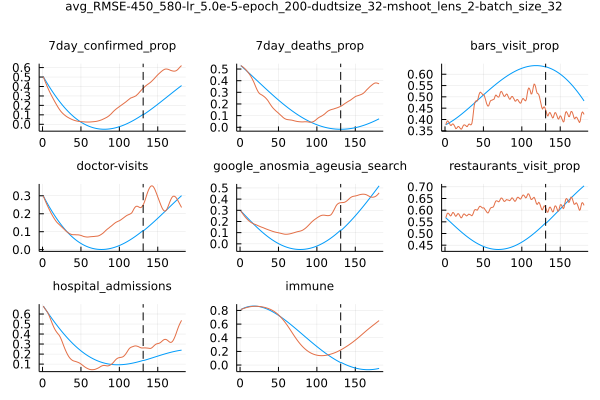 avg_RMSE-450_580-lr_5.0e-5-epoch_200-dudtsize_32-mshoot_lens_2-batch_size_32
7day_confirmed_prop 7day_deaths_prop bars_visit_prop
0.6 0.5 0.4 0.3 0.2 0.1 0.0
0 50 100 150
0.5 0.4 0.3 0.2 0.1 0.0
0 50 100 150
0.60 0.55 0.50 0.45 0.40 0.35
0 50 100 150
doctor-visits google_anosmia_ageusia_search restaurants_visit_prop
0.3 0.2 0.1 0.0
0 50 100 150
0.5 0.4 0.3 0.2 0.1 0.0
0 50 100 150
0.70 0.65 0.60 0.55 0.50 0.45
0 50 100 150
hospital_admissions immune
0.6 0.5 0.4 0.3 0.2 0.1
0 50 100 150
0.8 0.6 0.4 0.2 0.0
0 50 100 150